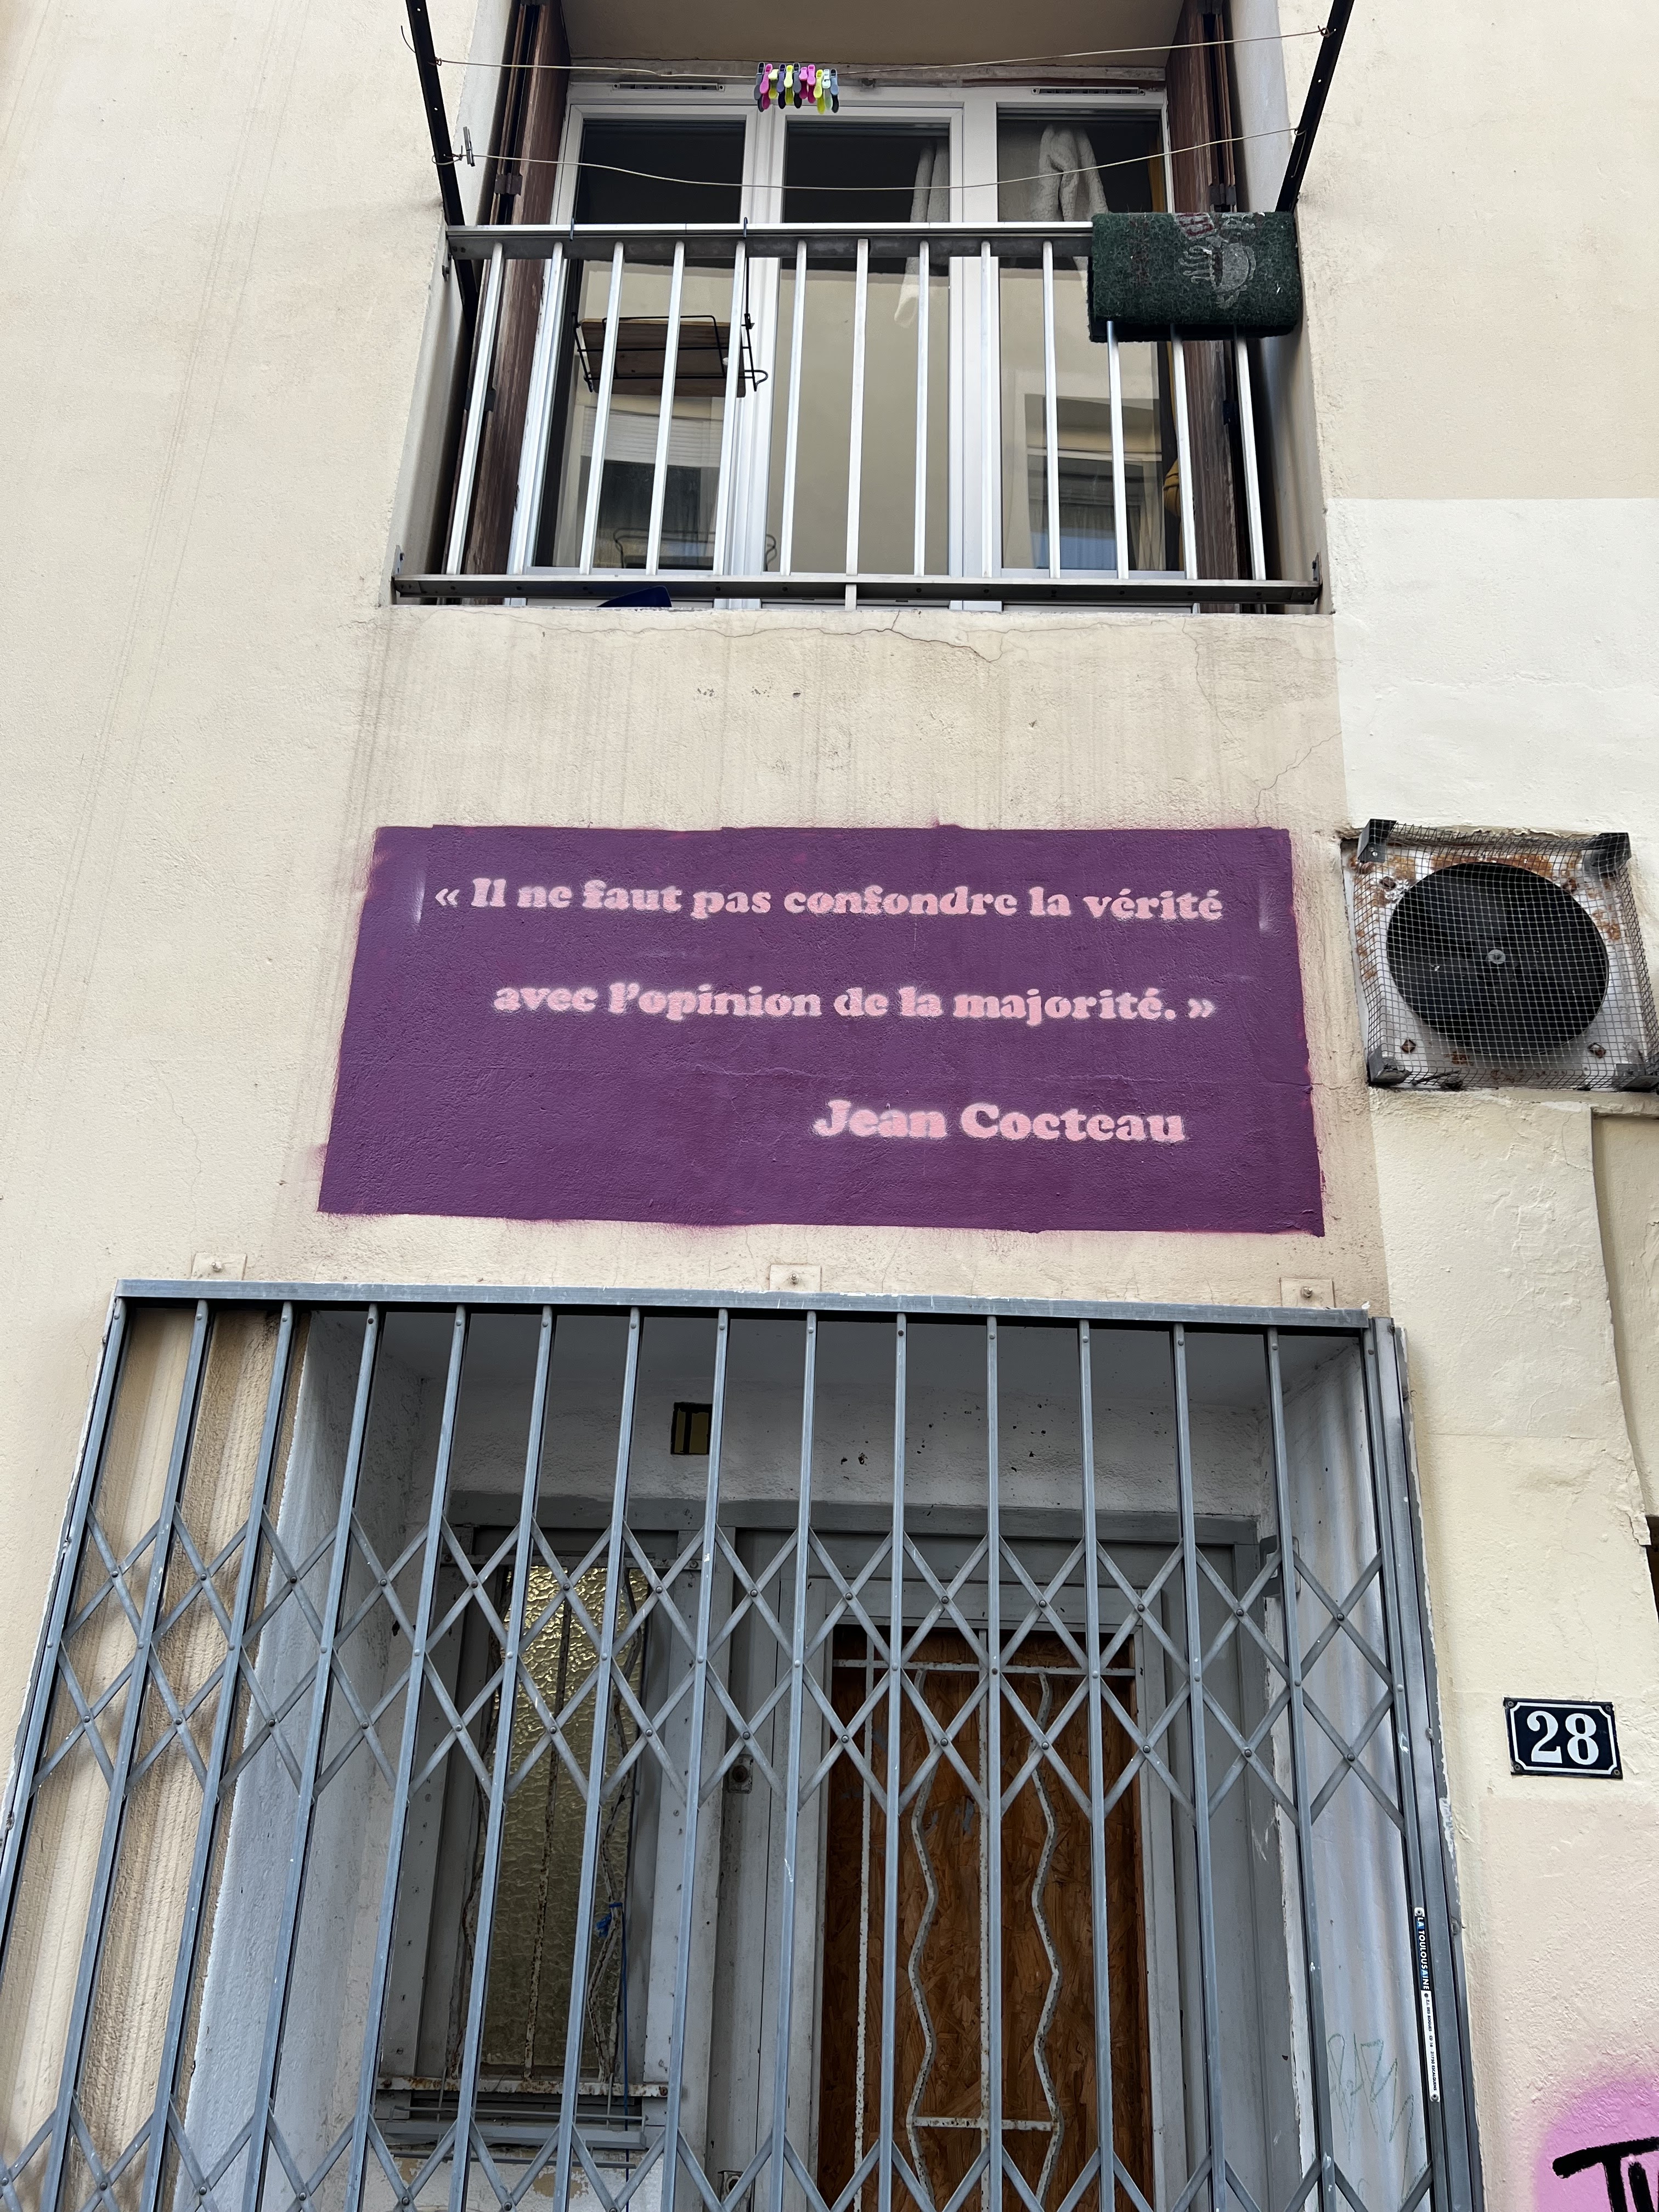 « Il ne faut pas confondre la vérité
avec l'opinion de la majorité. »
Jean Cocteau
28
LA TOULOUSAINE